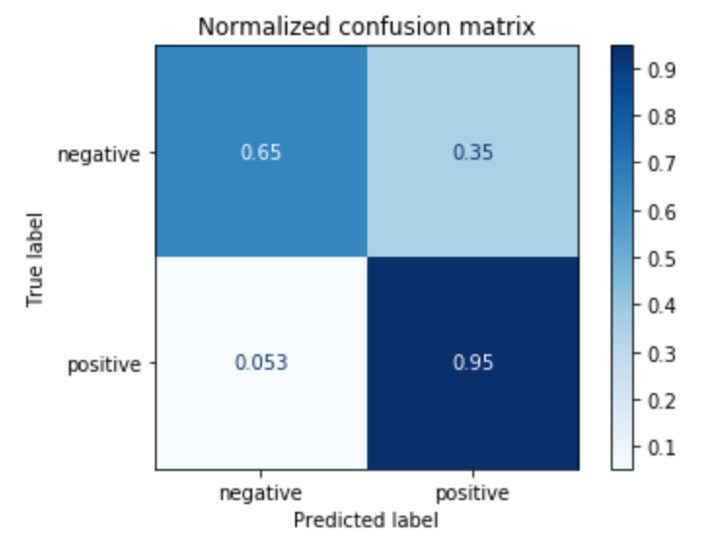 Normalized confusion matrix
True label
negative
0.65
0.35
positive
0.053
0.95
negative
positive
Predicted label
0.9
0.8
0.7
0.6
0.5
0.4
0.3
0.2
0.1